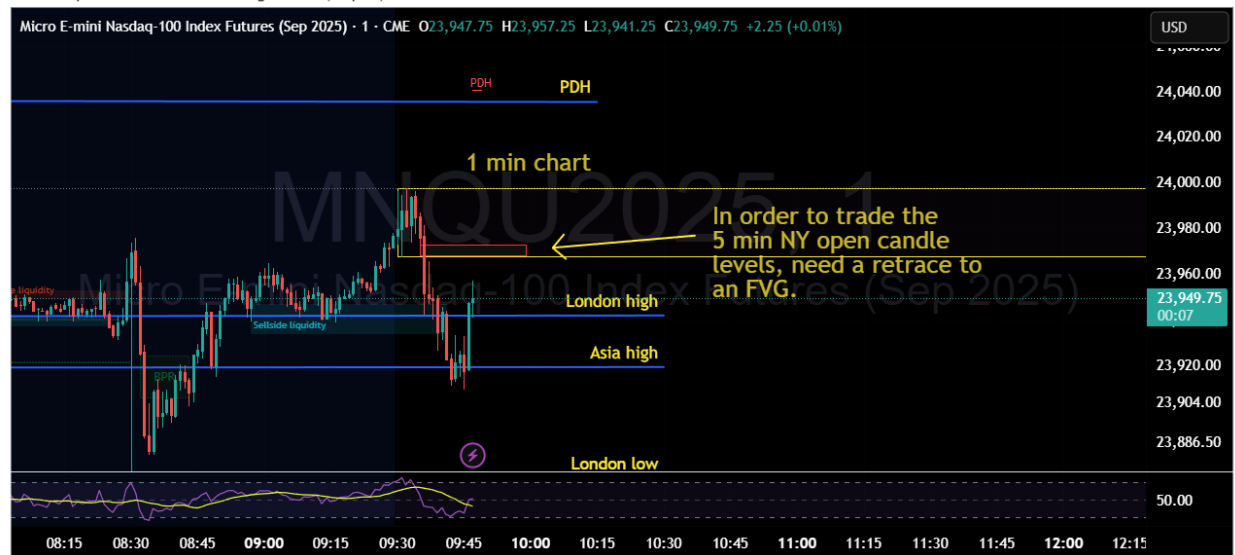 Micro E-mini Nasdaq-100 Index Futures (Sep 2025) · 1 · CME O23,947.75 H23,957.25 L23,941.25 C23,949.75 +2.25 (+0.01%)
USD
PDH
PDH
24,040.00
24,020.00
1 min chart
24,000.00
MNQU2025, 1
In order to trade the
5 min NY open candle
levels, need a retrace to
an FVG.
23,980.00
23,960.00
Micro E-mini Nasdaq-100 Index Futures (Sep 2025)
e liquidity
London high
23,949.75
00:07
Sellside liquidity
Asia high
23,920.00
BPR
23,904.00
23,886.50
London low
50.00
08:15 08:30 08:45 09:00 09:15 09:30 09:45 10:00 10:15 10:30 10:45 11:00 11:15 11:30 11:45 12:00 12:15